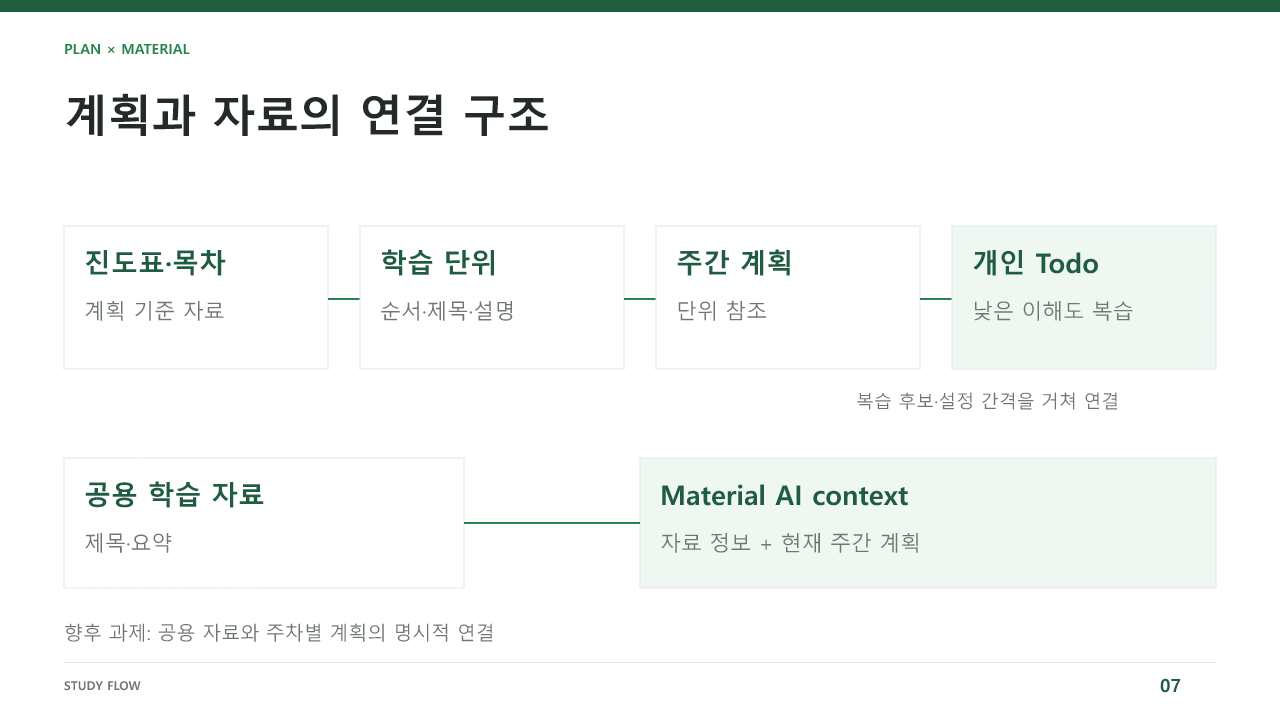 PLAN × MATERIAL
계획과 자료의 연결 구조
진도표·목차
계획 기준 자료
학습 단위
순서·제목·설명
주간 계획
단위 참조
개인 Todo
낮은 이해도 복습
복습 후보·설정 간격을 거쳐 연결
공용 학습 자료
제목·요약
Material AI context
자료 정보 + 현재 주간 계획
향후 과제: 공용 자료와 주차별 계획의 명시적 연결
STUDY FLOW
07